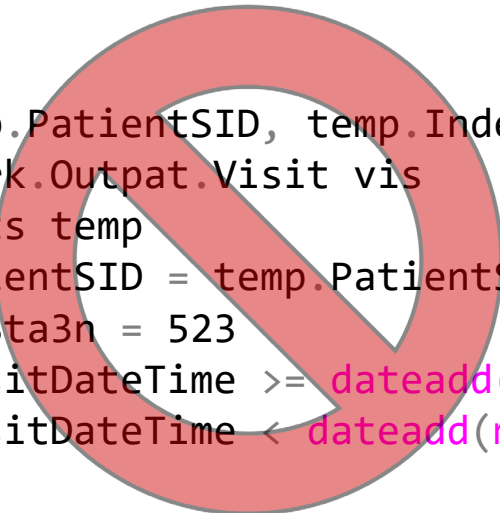 .PatientSID, temp.Inde
k.Outpat.Visit vis
s temp
entSID = temp.PatientS
ta3n = 523
itDateTime >= dateadd(
itDateTime < dateadd(